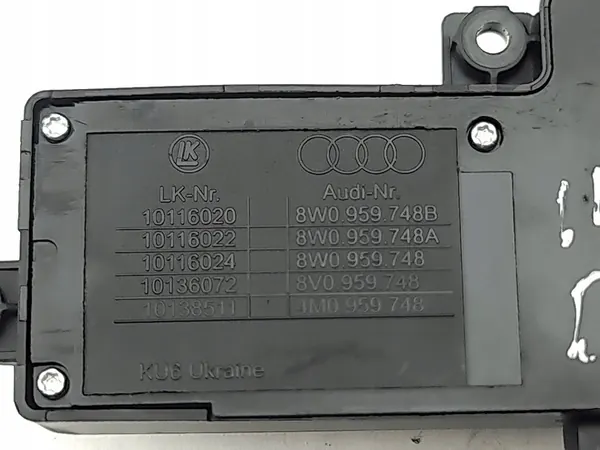 LK
LK-Nr. Audi-Nr.
10116020 8W0 959 748B
10116022 8W0 959 748A
10116024 8W0 959 748
10136072 8V0 959 748
10138511 4M0 959 748
KU6 Ukraine